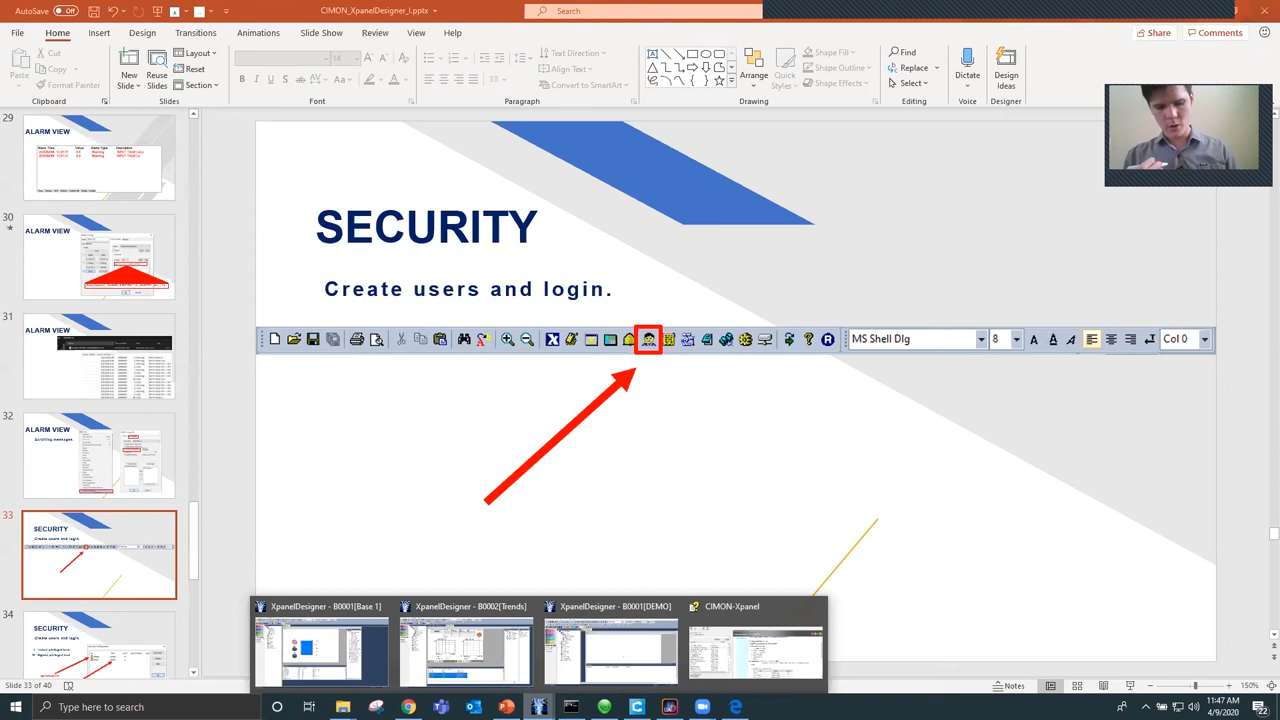 AutoSave Off
CIMON_XpanelDesigner_I.pptx
Search
File Home Insert Design Transitions Animations Slide Show Review View Help Share Comments
Paste
Cut
Copy
Format Painter
Clipboard
New Slide
Reuse Slides
Layout
Reset
Section
Slides
14
Font
Text Direction
Align Text
Convert to SmartArt
Paragraph
Arrange
Quick Styles
Shape Fill
Shape Outline
Shape Effects
Drawing
Find
Replace
Select
Editing
Dictate
Voice
Design Ideas
Designer
29
ALARM VIEW
30
ALARM VIEW
31
ALARM VIEW
32
ALARM VIEW
Scrolling messages.
33
SECURITY
Create users and login.
34
SECURITY
Create users and login.
SECURITY
Create users and login.
MS Shell Dlg 8 Col 0
XpanelDesigner - B0001[Base 1]
XpanelDesigner - B0002[Trends]
XpanelDesigner - B0001[DEMO]
CIMON-Xpanel
Slide 33 of 40
Notes
150%
Type here to search
11:47 AM
4/9/2020